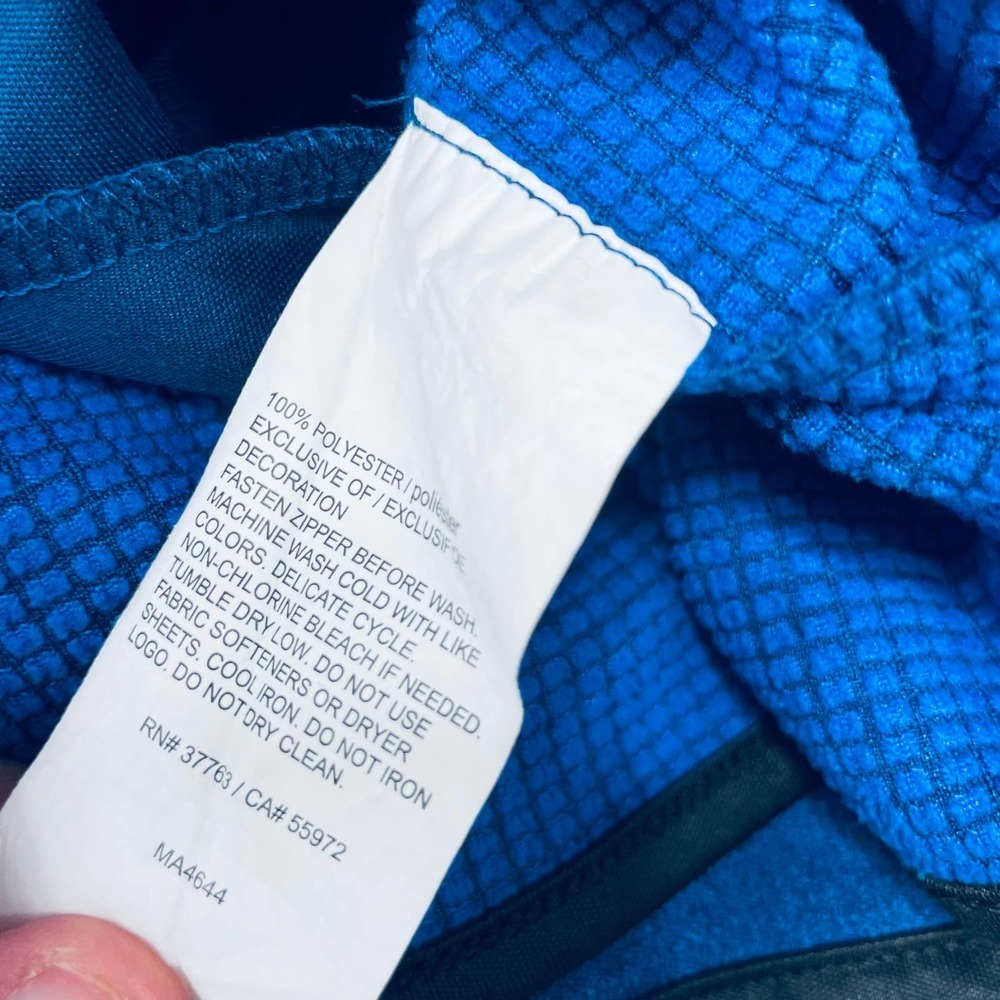 100% POLYESTER / poliéster
EXCLUSIVE OF / EXCLUSIF DE
DECORATION
FASTEN ZIPPER BEFORE WASH.
MACHINE WASH COLD WITH LIKE
COLORS, DELICATE CYCLE.
NON-CHLORINE BLEACH IF NEEDED.
TUMBLE DRY LOW. DO NOT USE
FABRIC SOFTENERS OR DRYER
SHEETS. COOL IRON. DO NOT IRON
LOGO. DO NOT DRY CLEAN.
RN# 37763 / CA# 55972
MA4644